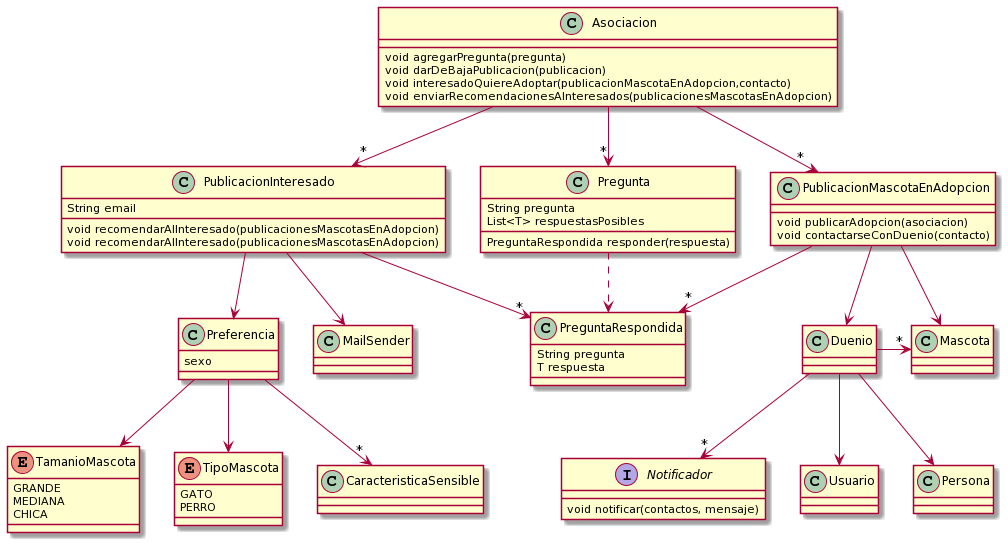 C Asociacion
void agregarPregunta(pregunta)
void darDeBajaPublicacion(publicacion)
void interesadoQuiereAdoptar(publicacionMascotaEnAdopcion,contacto)
void enviarRecomendacionesAInteresados(publicacionesMascotasEnAdopcion)
* * *
C PublicacionInteresado
String email
void recomendarAlInteresado(publicacionesMascotasEnAdopcion)
void recomendarAlInteresado(publicacionesMascotasEnAdopcion)
C Pregunta
String pregunta
List<T> respuestasPosibles
PreguntaRespondida responder(respuesta)
C PublicacionMascotaEnAdopcion
void publicarAdopcion(asociacion)
void contactarseConDuenio(contacto)
* *
C Preferencia
sexo
C MailSender
C PreguntaRespondida
String pregunta
T respuesta
C Duenio
*
C Mascota
* *
E TamanioMascota
GRANDE
MEDIANA
CHICA
E TipoMascota
GATO
PERRO
C CaracteristicaSensible
I Notificador
void notificar(contactos, mensaje)
C Usuario
C Persona